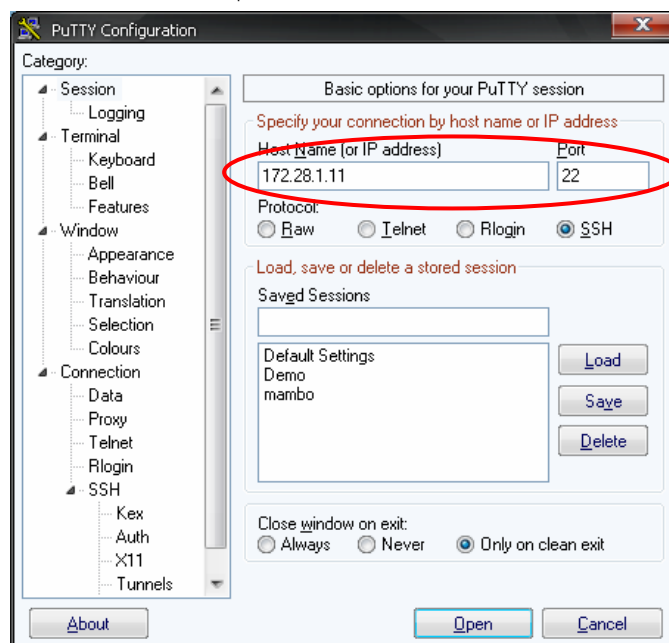 PuTTY Configuration
Category:
Session
Logging
Terminal
Keyboard
Bell
Features
Window
Appearance
Behaviour
Translation
Selection
Colours
Connection
Data
Proxy
Telnet
Rlogin
SSH
Kex
Auth
X11
Tunnels
Basic options for your PuTTY session
Specify your connection by host name or IP address
Host Name (or IP address) Port
172.28.1.11 22
Protocol:
Raw Telnet Rlogin SSH
Load, save or delete a stored session
Saved Sessions
Default Settings
Demo
mambo
Load
Save
Delete
Close window on exit:
Always Never Only on clean exit
About Open Cancel